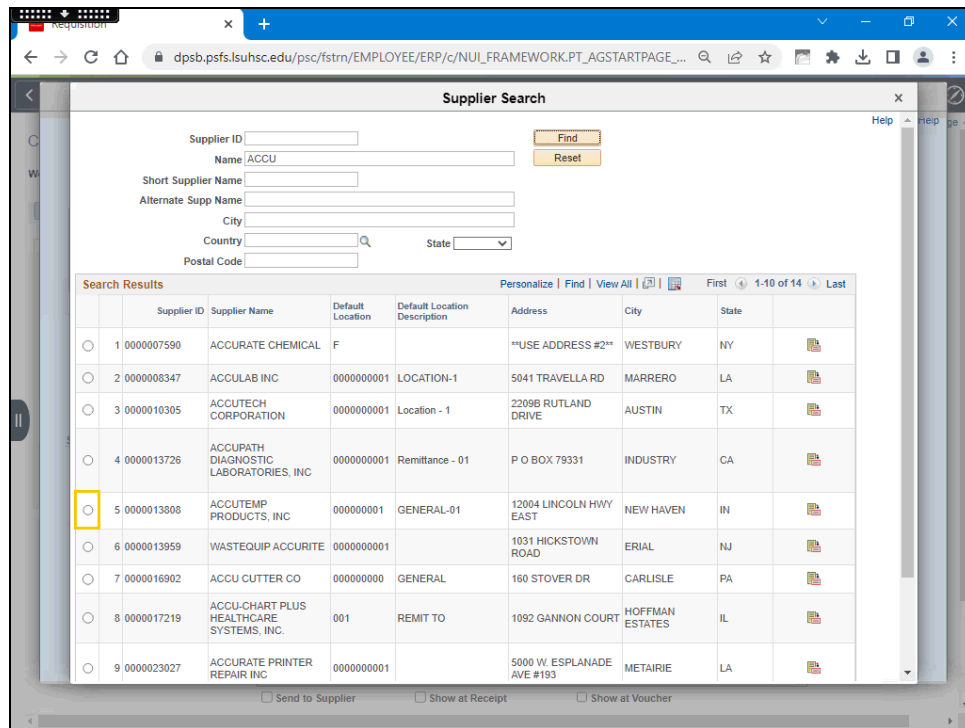 Requisition
dpsb.psfs.lsuhsc.edu/psc/fstrn/EMPLOYEE/ERP/c/NUI_FRAMEWORK.PT_AGSTARTPAGE_...
Supplier Search
Help
Help
Supplier ID
Find
Name ACCU
Reset
Short Supplier Name
Alternate Supp Name
City
Country
State
Postal Code
Search Results Personalize | Find | View All | First 1-10 of 14 Last
Supplier ID Supplier Name Default Location Default Location Description Address City State
1 0000007590 ACCURATE CHEMICAL F **USE ADDRESS #2** WESTBURY NY
2 0000008347 ACCULAB INC 0000000001 LOCATION-1 5041 TRAVELLA RD MARRERO LA
3 0000010305 ACCUTECH CORPORATION 0000000001 Location - 1 2209B RUTLAND DRIVE AUSTIN TX
4 0000013726 ACCUPATH DIAGNOSTIC LABORATORIES, INC 0000000001 Remittance - 01 P O BOX 79331 INDUSTRY CA
5 0000013808 ACCUTEMP PRODUCTS, INC 000000001 GENERAL-01 12004 LINCOLN HWY EAST NEW HAVEN IN
6 0000013959 WASTEQUIP ACCURITE 0000000001 1031 HICKSTOWN ROAD ERIAL NJ
7 0000016902 ACCU CUTTER CO 000000000 GENERAL 160 STOVER DR CARLISLE PA
8 0000017219 ACCU-CHART PLUS HEALTHCARE SYSTEMS, INC. 001 REMIT TO 1092 GANNON COURT HOFFMAN ESTATES IL
9 0000023027 ACCURATE PRINTER REPAIR INC 0000000001 5000 W. ESPLANADE AVE #193 METAIRIE LA
Send to Supplier Show at Receipt Show at Voucher